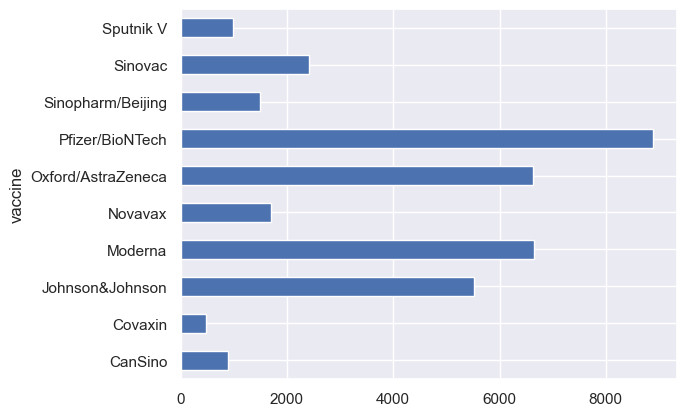 Sputnik V
Sinovac
Sinopharm/Beijing
Pfizer/BioNTech
Oxford/AstraZeneca
Novavax
Moderna
Johnson&Johnson
Covaxin
CanSino
vaccine
0 2000 4000 6000 8000